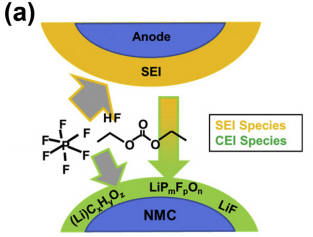 (a)
Anode
SEI
HF
F
F
F
P
F
F
F
O
O
O
SEI Species
CEI Species
(Li)CxHyOz
LiPmFpOn
LiF
NMC